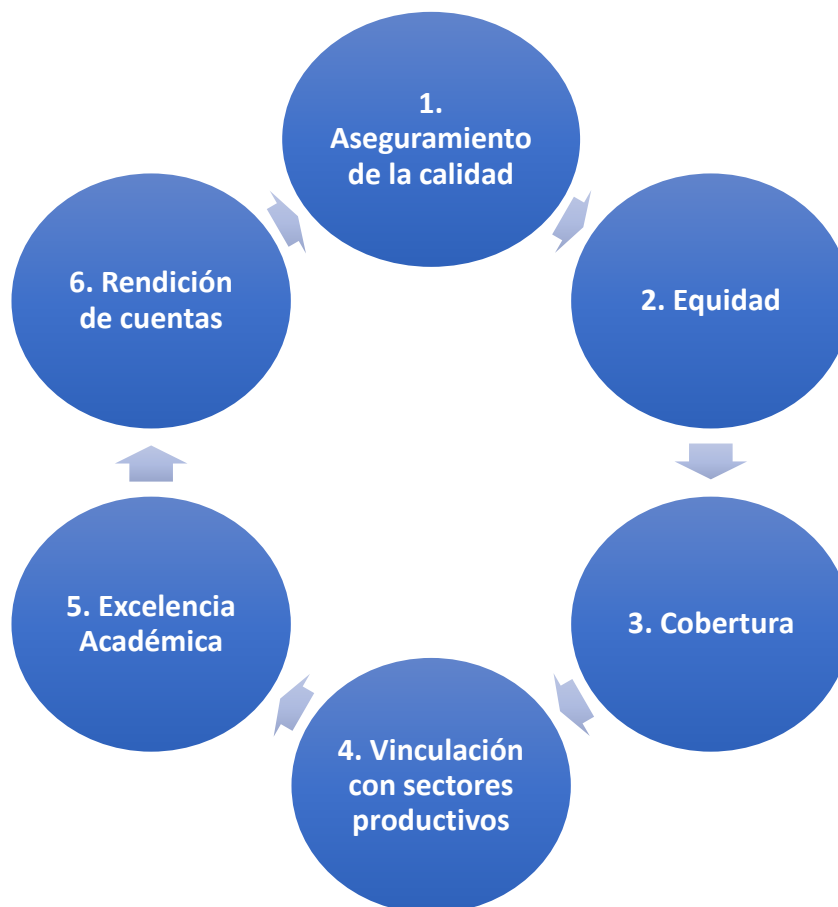 1.
Aseguramiento
de la calidad
2. Equidad
3. Cobertura
4. Vinculación
con sectores
productivos
5. Excelencia
Académica
6. Rendición
de cuentas